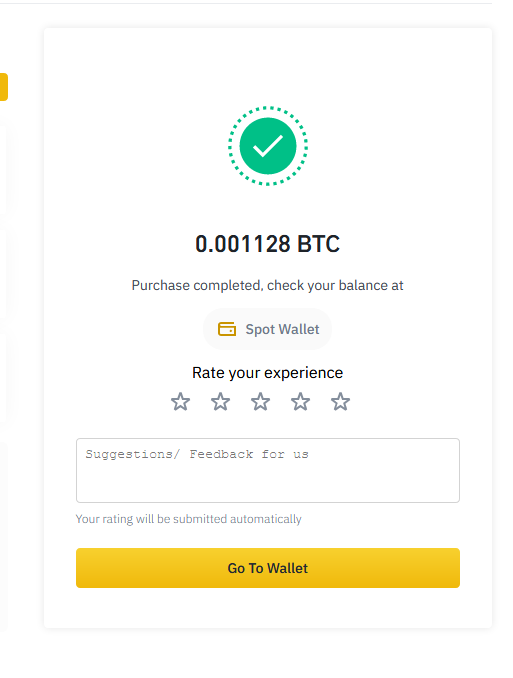 0.001128 BTC
Purchase completed, check your balance at
Spot Wallet
Rate your experience
Suggestions/ Feedback for us
Your rating will be submitted automatically
Go To Wallet